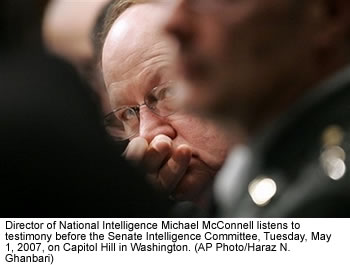 Director of National Intelligence Michael McConnell listens to
testimony before the Senate Intelligence Committee, Tuesday, May
1, 2007, on Capitol Hill in Washington. (AP Photo/Haraz N.
Ghanbari)